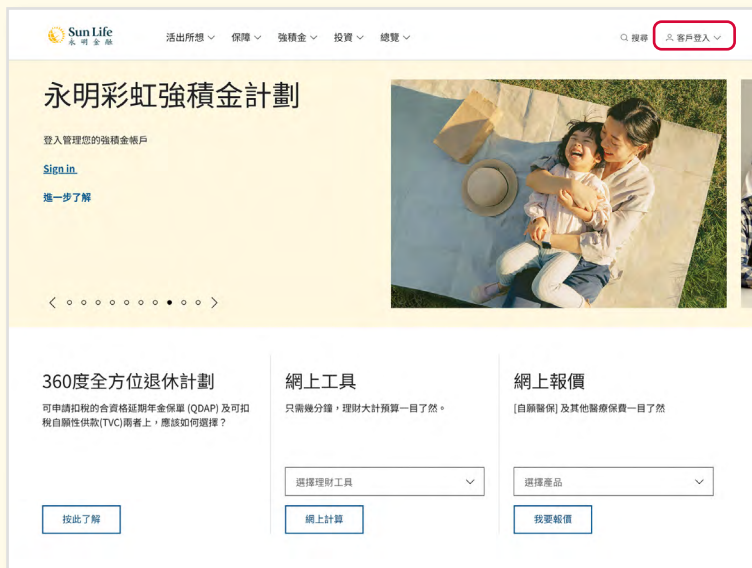 Sun Life
永明金融
活出所想
保障
強積金
投資
總覽
搜尋
客戶登入
永明彩虹強積金計劃
登入管理您的強積金帳戶
Sign in
進一步了解
360度全方位退休計劃
可申請扣稅的合資格延期年金保單 (QDAP) 及可扣
稅自願性供款(TVC)兩者上，應該如何選擇？
按此了解
網上工具
只需幾分鐘，理財大計預算一目了然。
選擇理財工具
網上計算
網上報價
[自願醫保] 及其他醫療保費一目了然
選擇產品
我要報價